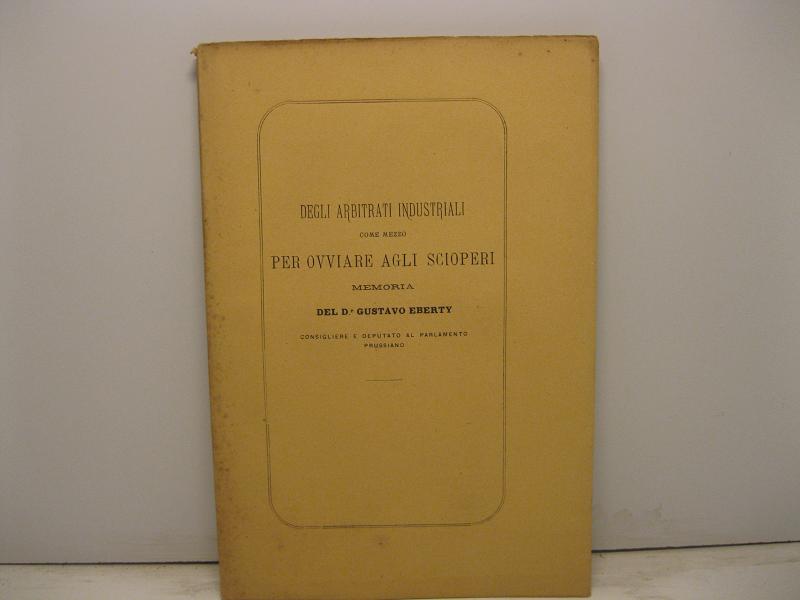 DEGLI ARBITRATI INDUSTRIALI
COME MEZZO
PER OVVIARE AGLI SCIOPERI
MEMORIA
DEL D.r GUSTAVO EBERTY
CONSIGLIERE E DEPUTATO AL PARLAMENTO
PRUSSIANO